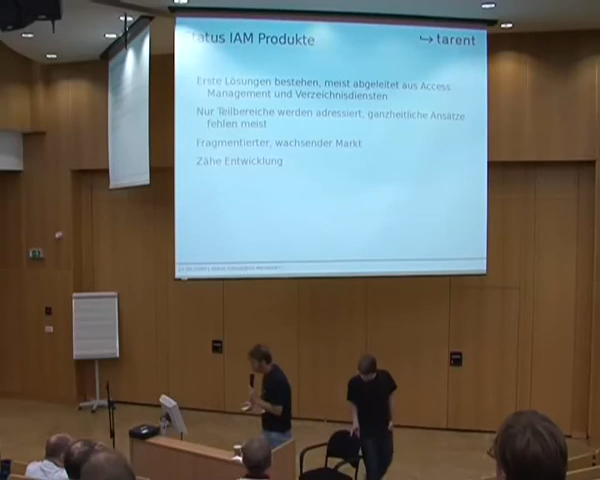 tatus IAM Produkte
tarent
Erste Lösungen bestehen, meist abgeleitet aus Access
Management und Verzeichnisdiensten
Nur Teilbereiche werden adressiert, ganzheitliche Ansätze
fehlen meist
Fragmentierter, wachsender Markt
Zähe Entwicklung